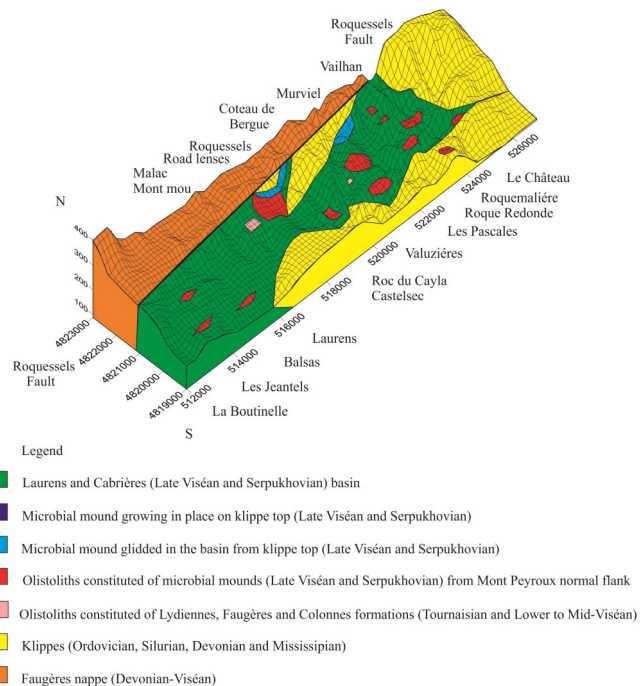 Roquessels
Fault
Vailhan
Murviel
Coteau de
Bergue
Roquessels
Road lenses
Malac
Mont mou
N
400
300
200
100
4823000
4822000
4821000
4820000
4819000
512000
514000
516000
518000
520000
522000
524000
526000
Le Château
Roquemaliére
Roque Redonde
Les Pascales
Valuziéres
Roc du Cayla
Castelsec
Laurens
Balsas
Les Jeantels
La Boutinelle
Roquessels
Fault
S
Legend
Laurens and Cabrières (Late Viséan and Serpukhovian) basin
Microbial mound growing in place on klippe top (Late Viséan and Serpukhovian)
Microbial mound glidded in the basin from klippe top (Late Viséan and Serpukhovian)
Olistoliths constituted of microbial mounds (Late Viséan and Serpukhovian) from Mont Peyroux normal flank
Olistoliths constituted of Lydiennes, Faugères and Colonnes formations (Tournaisian and Lower to Mid-Viséan)
Klippes (Ordovician, Silurian, Devonian and Missisipian)
Faugères nappe (Devonian-Viséan)